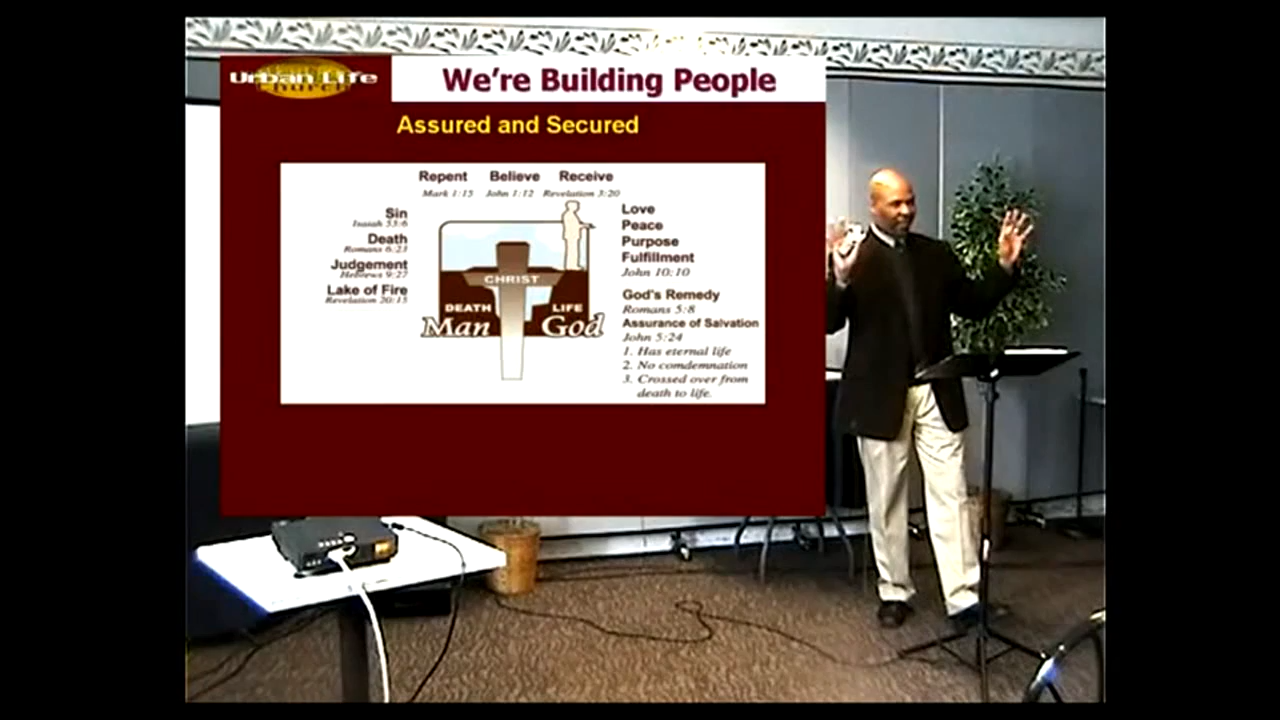 Urban Life
Church
We're Building People
Assured and Secured
Repent Believe Receive
Mark 1:15 John 1:12 Revelation 3:20
Sin
Isaiah 53:6
Death
Romans 6:23
Judgement
Hebrews 9:27
Lake of Fire
Revelation 20:15
CHRIST
DEATH LIFE
Man God
Love
Peace
Purpose
Fulfillment
John 10:10
God's Remedy
Romans 5:8
Assurance of Salvation
John 5:24
1. Has eternal life
2. No comdemnation
3. Crossed over from
death to life.